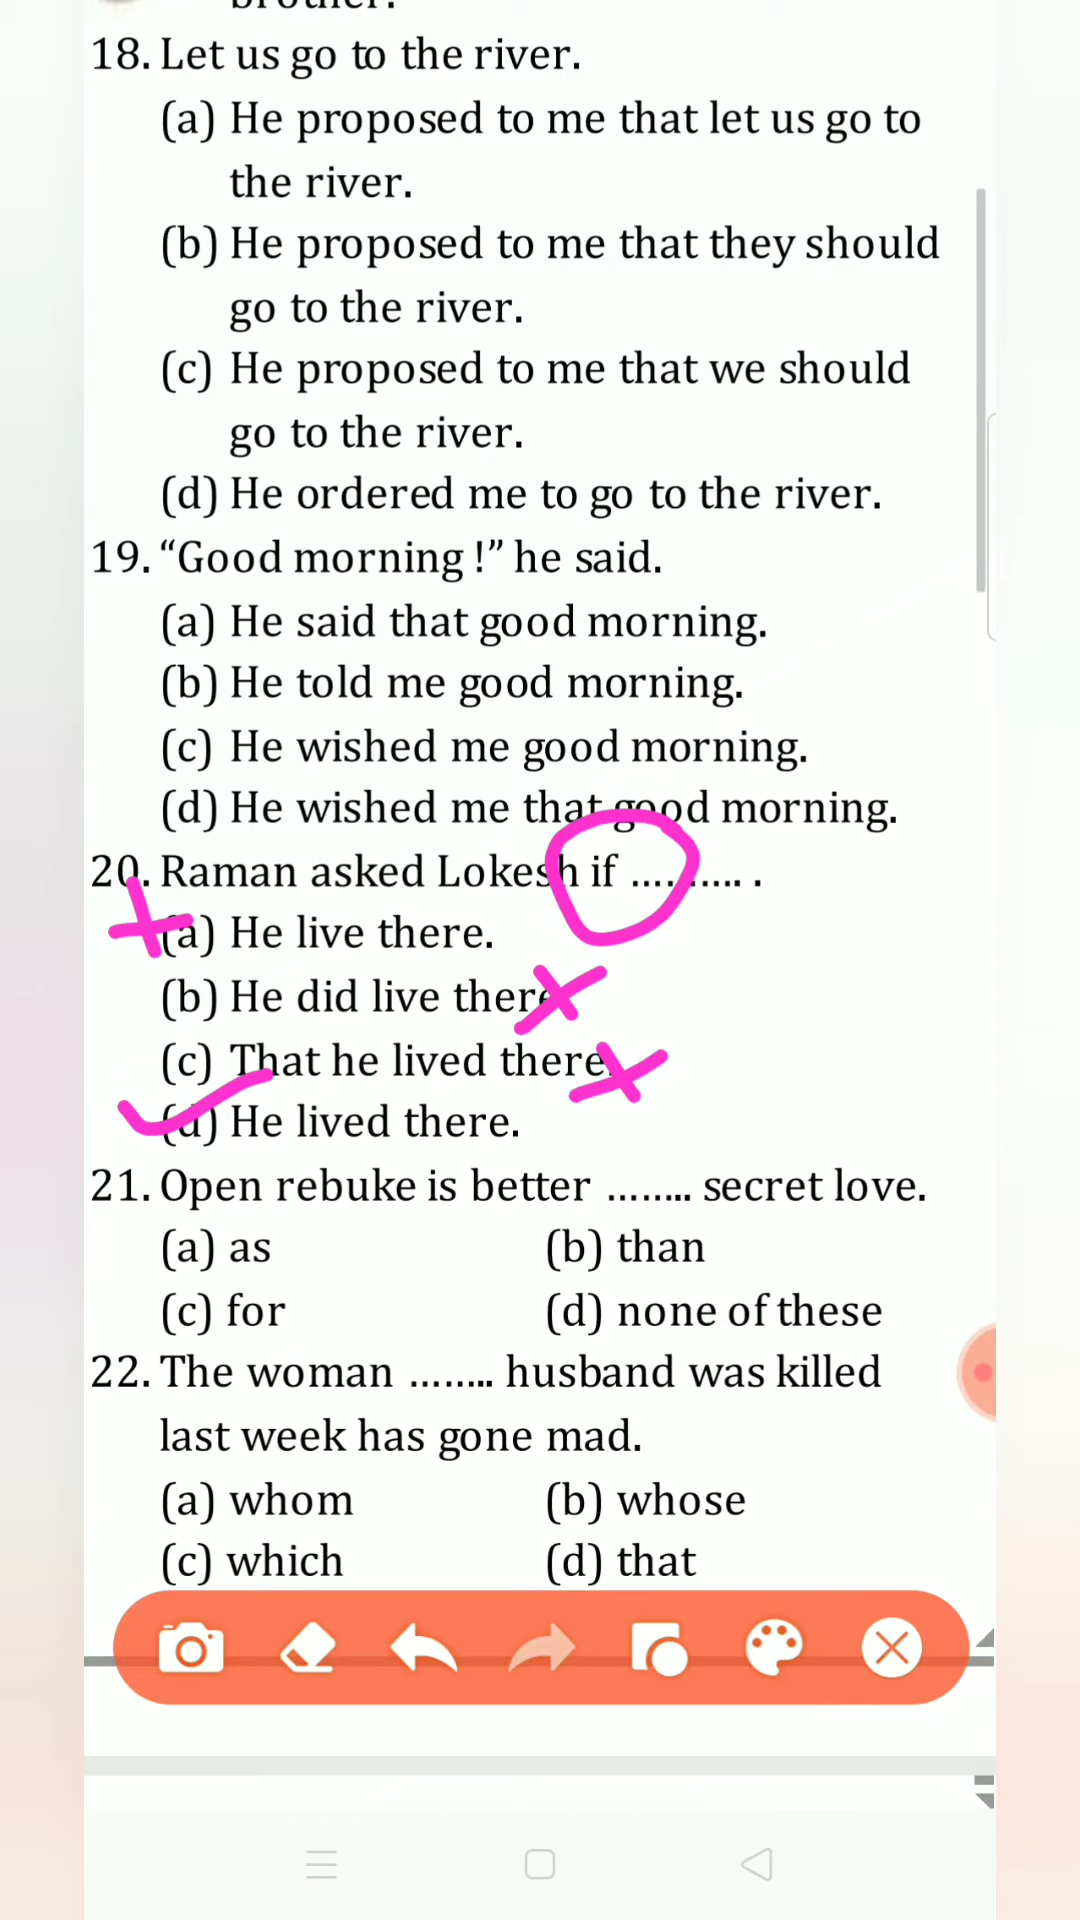 brother.
18. Let us go to the river.
(a) He proposed to me that let us go to
the river.
(b) He proposed to me that they should
go to the river.
(c) He proposed to me that we should
go to the river.
(d) He ordered me to go to the river.
19. “Good morning !” he said.
(a) He said that good morning.
(b) He told me good morning.
(c) He wished me good morning.
(d) He wished me that good morning.
20. Raman asked Lokesh if .......... .
(a) He live there.
(b) He did live there
(c) That he lived there.
(d) He lived there.
21. Open rebuke is better ........ secret love.
(a) as (b) than
(c) for (d) none of these
22. The woman ........ husband was killed
last week has gone mad.
(a) whom (b) whose
(c) which (d) that